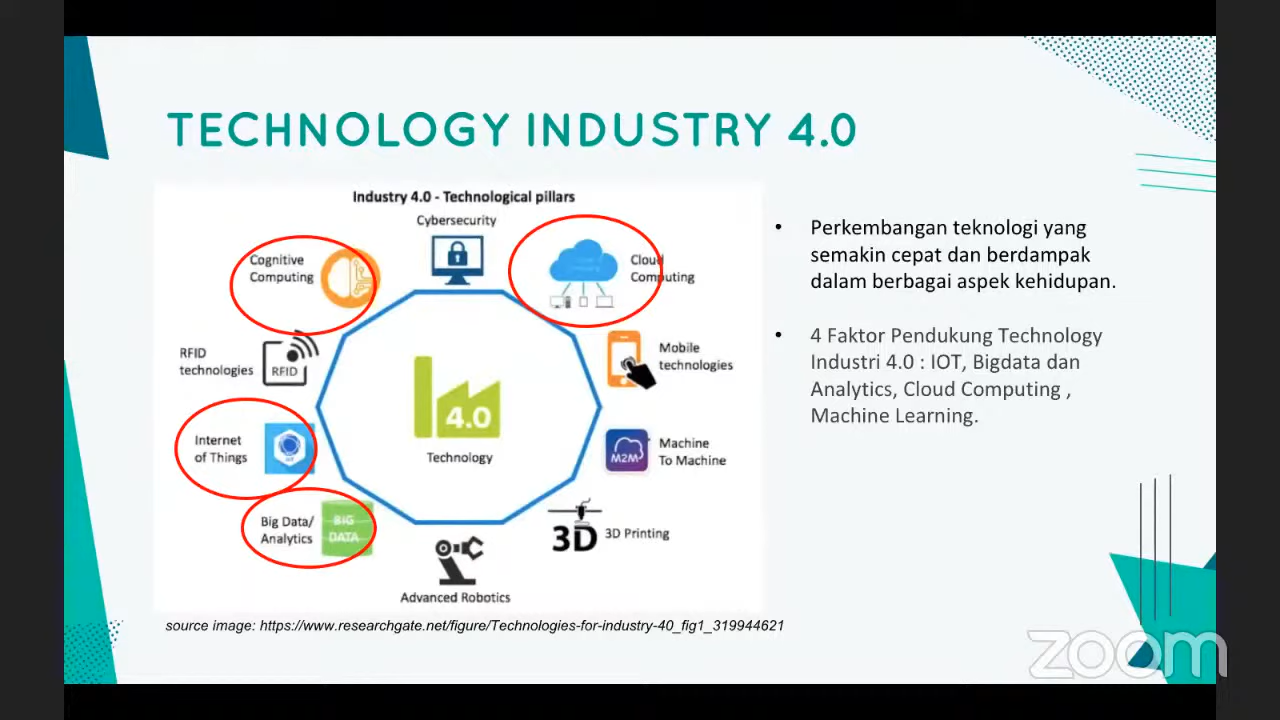 TECHNOLOGY INDUSTRY 4.0
Industry 4.0 - Technological pillars
Cybersecurity
Cognitive
Computing
Cloud
Computing
RFID
technologies
RFID
Mobile
technologies
4.0
Technology
Internet
of Things
M2M
Machine
To Machine
Big Data/
Analytics
BIG
DATA
3D
3D Printing
Advanced Robotics
source image: https://www.researchgate.net/figure/Technologies-for-industry-40_fig1_319944621
• Perkembangan teknologi yang
semakin cepat dan berdampak
dalam berbagai aspek kehidupan.
• 4 Faktor Pendukung Technology
Industri 4.0 : IOT, Bigdata dan
Analytics, Cloud Computing ,
Machine Learning.
zoom